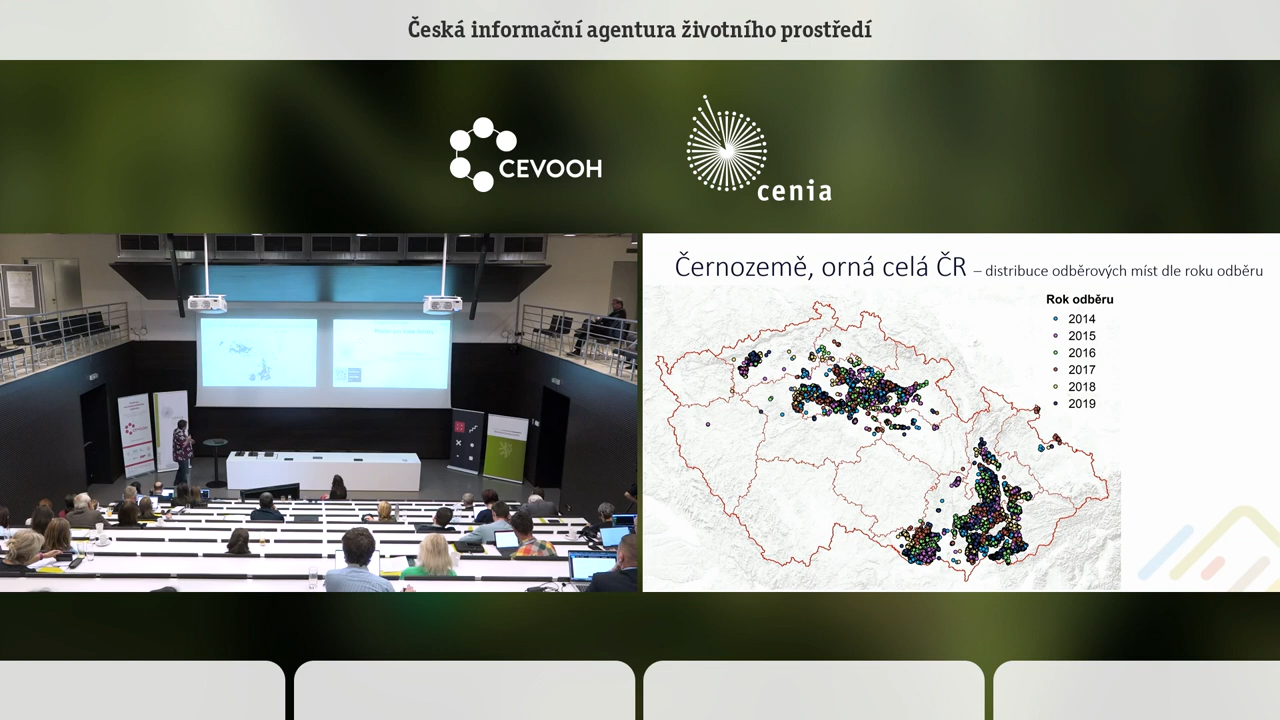 Česká informační agentura životního prostředí
CEVOOH
cenia
Černozemě, orná celá ČR – distribuce odběrových míst dle roku odběru
Rok odběru
2014
2015
2016
2017
2018
2019